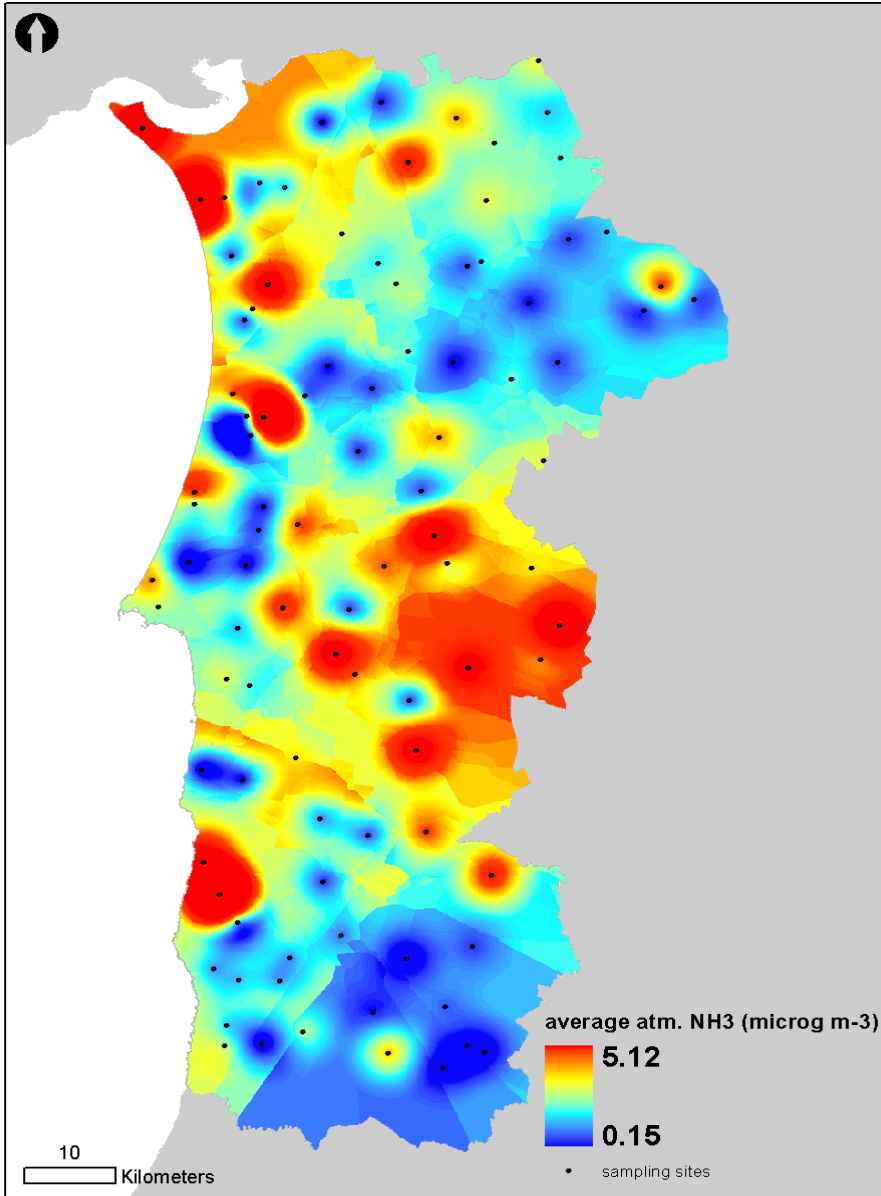 average atm. NH3 (microg m-3)
5.12
0.15
sampling sites
10
Kilometers